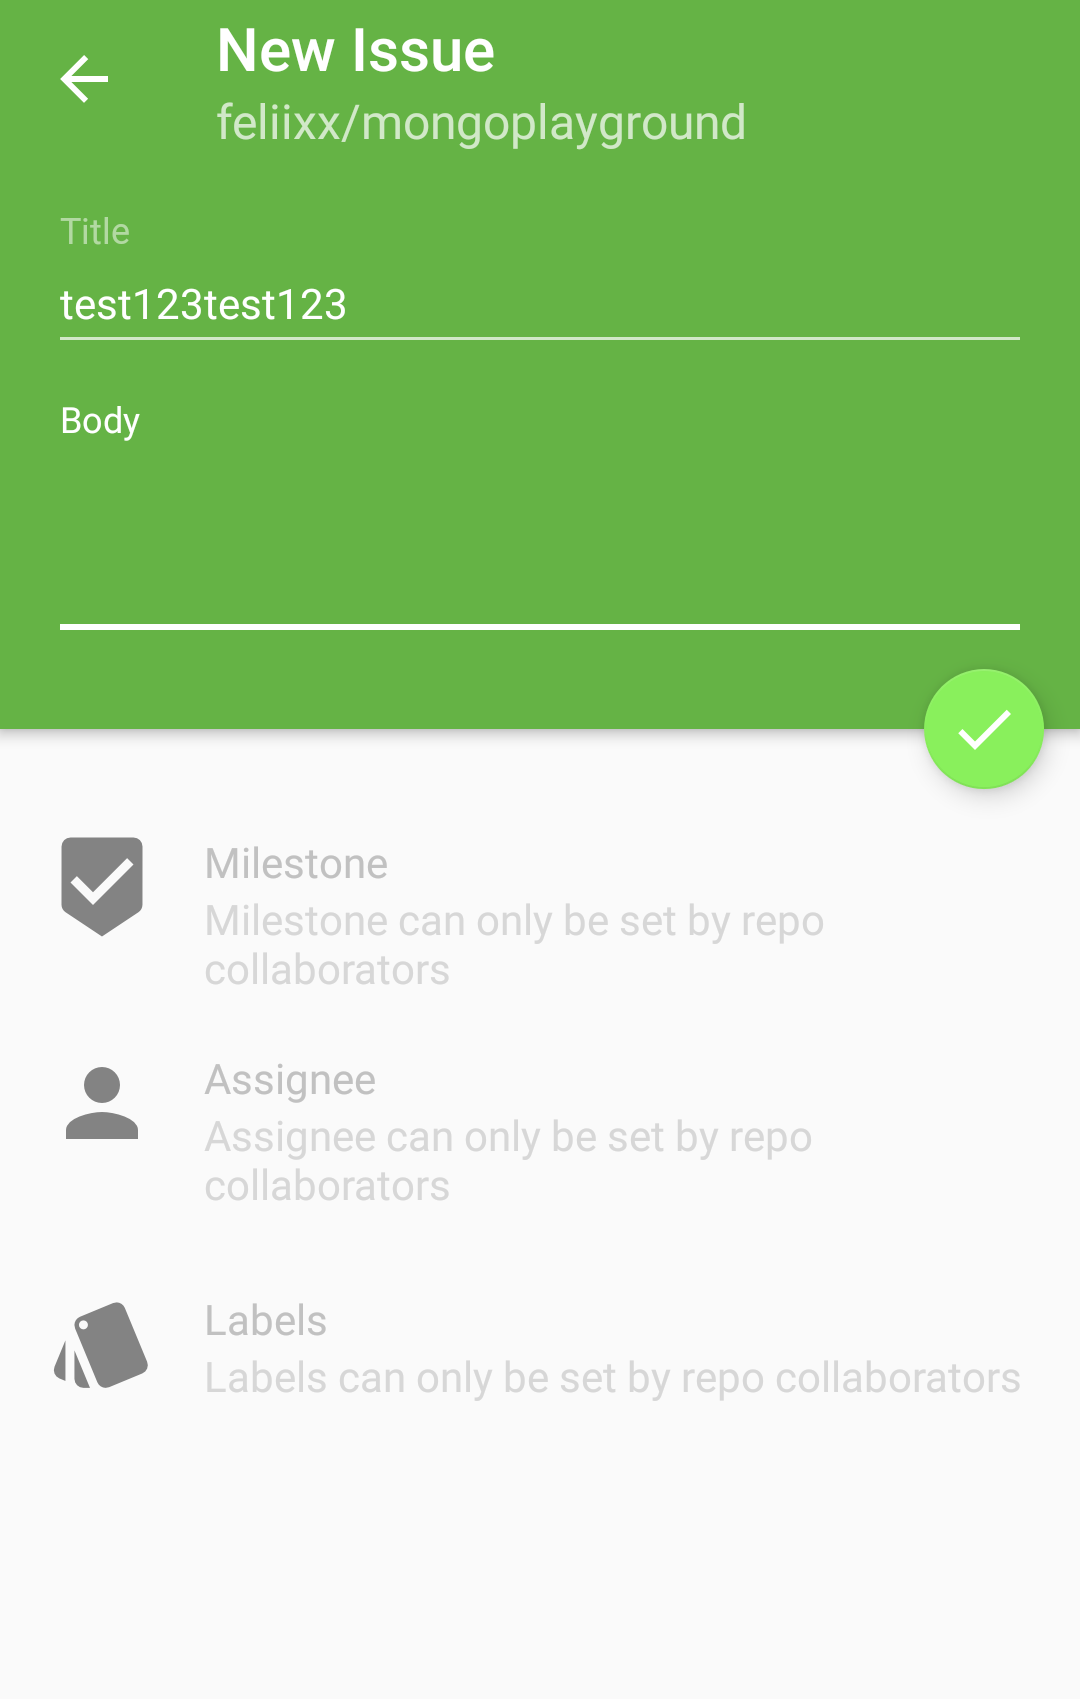 New Issue
feliixx/mongoplayground
Title
test123test123
Body
Milestone
Milestone can only be set by repo
collaborators
Assignee
Assignee can only be set by repo
collaborators
Labels
Labels can only be set by repo collaborators